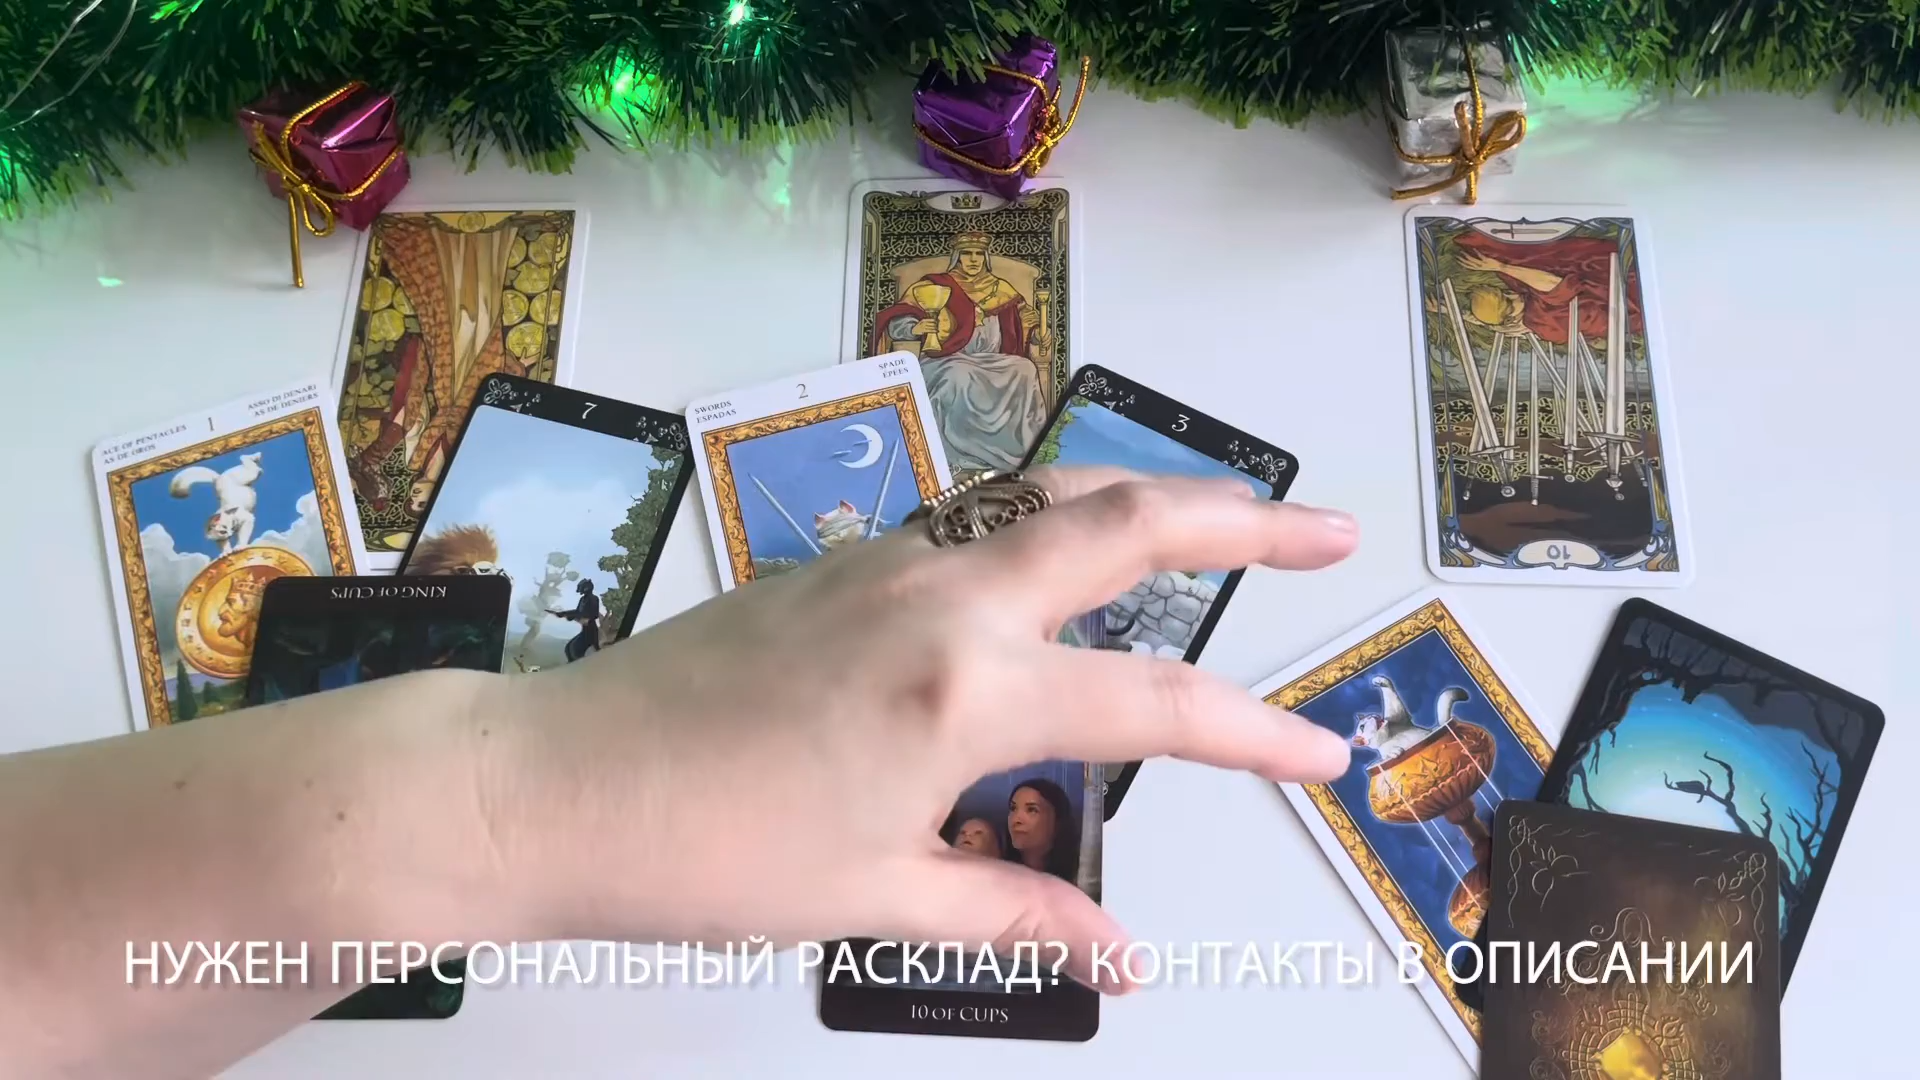 1
ASSO DI DENARI
AS DE DENIERS
ACE OF PENTACLES
AS DE OROS
7
2
SPADE
ÉPÉES
SWORDS
ESPADAS
3
10
KING OF CUPS
НУЖЕН ПЕРСОНАЛЬНЫЙ РАСКЛАД? КОНТАКТЫ В ОПИСАНИИ
10 OF CUPS